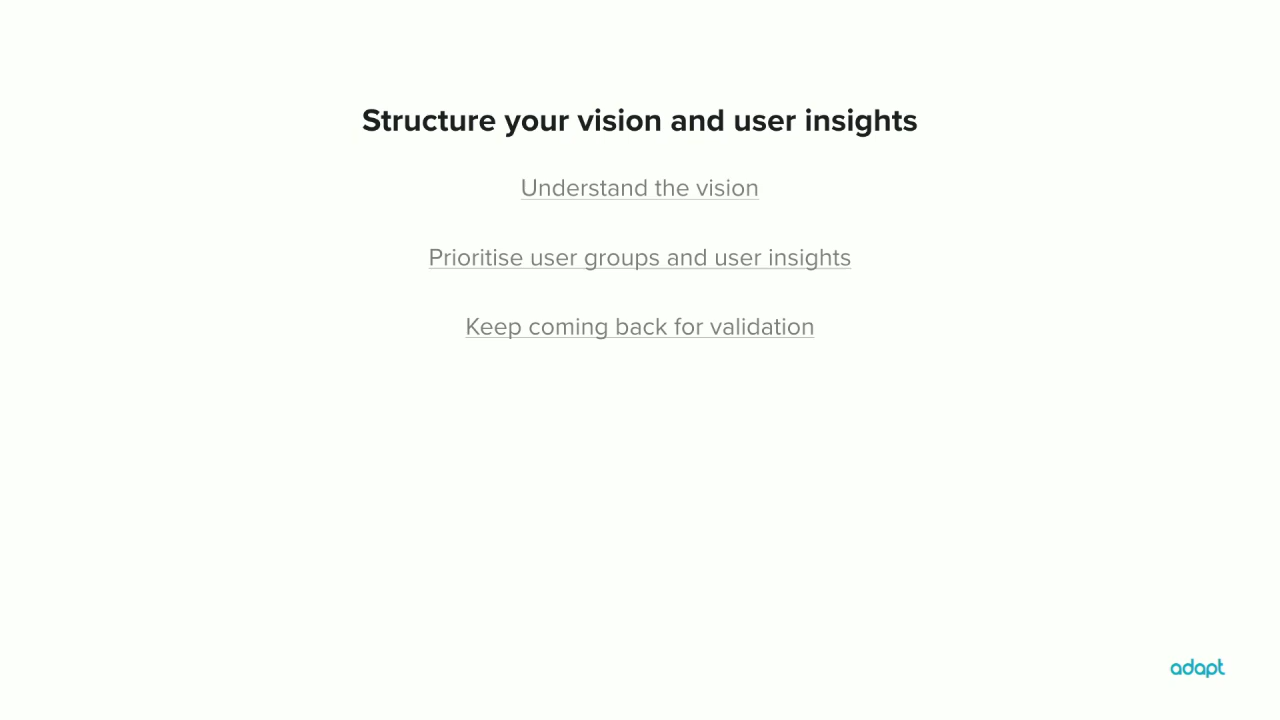 Structure your vision and user insights
Understand the vision
Prioritise user groups and user insights
Keep coming back for validation
adapt